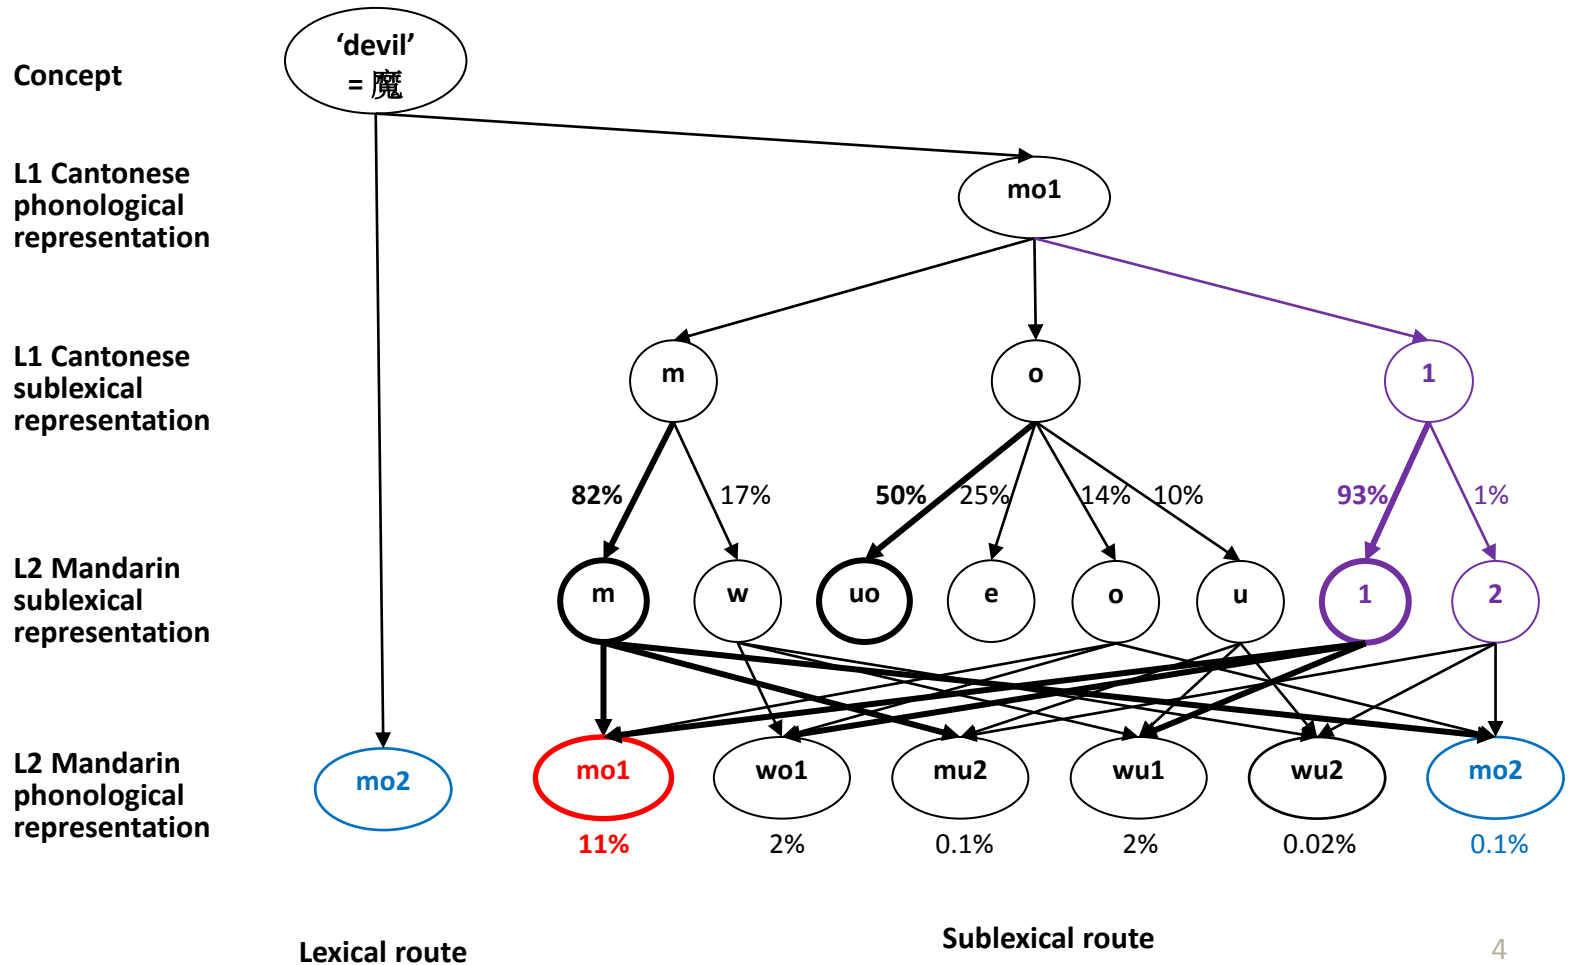 ‘devil’
= 魔
Concept
L1 Cantonese
phonological
representation
mo1
L1 Cantonese
sublexical
representation
m
o
1
82%
17%
50%
25%
14%
10%
93%
1%
L2 Mandarin
sublexical
representation
m
w
uo
e
o
u
1
2
L2 Mandarin
phonological
representation
mo2
mo1
wo1
mu2
wu1
wu2
mo2
11%
2%
0.1%
2%
0.02%
0.1%
Lexical route
Sublexical route
4